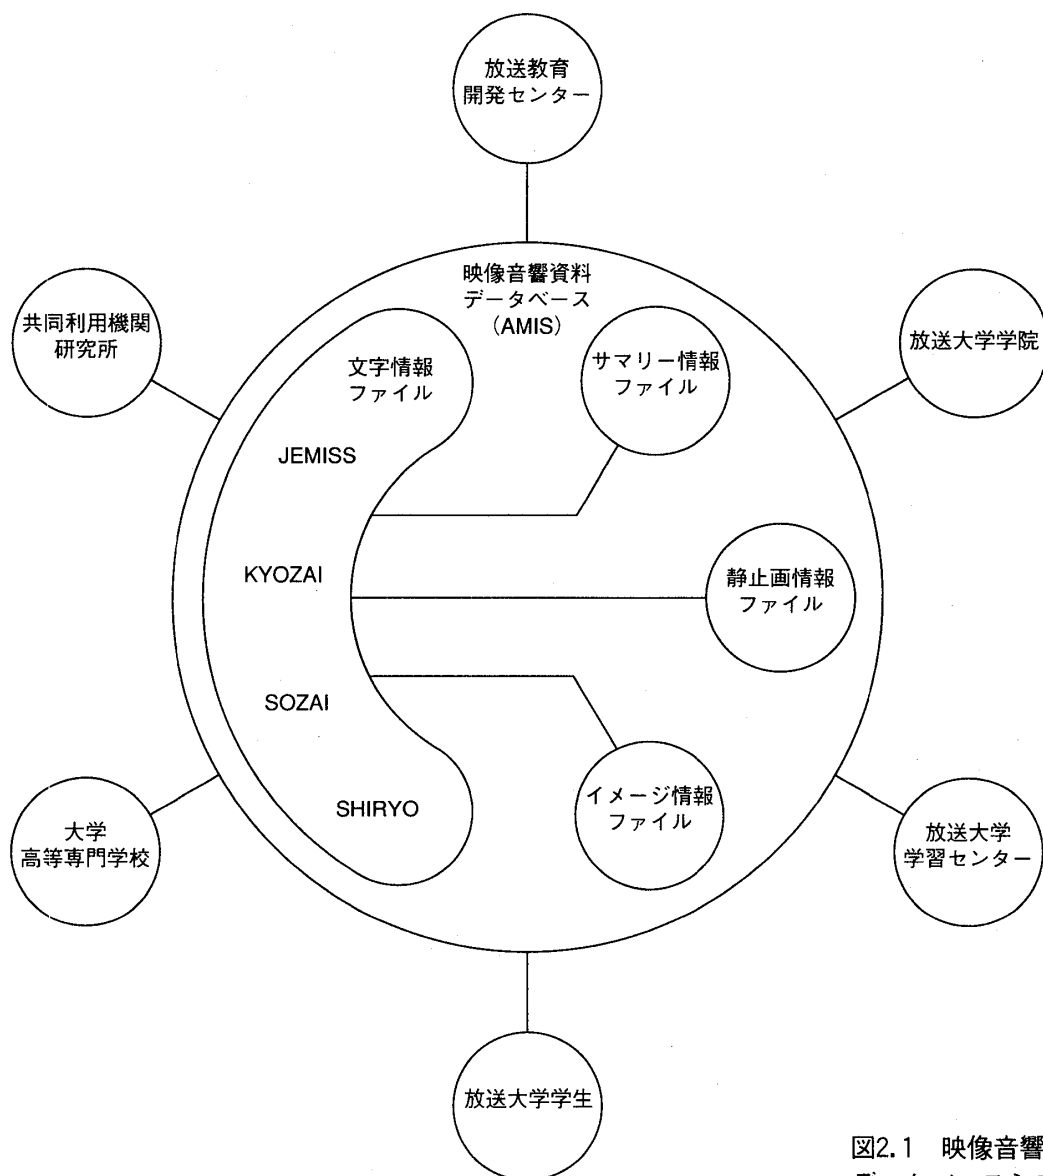 放送教育
開発センター
映像音響資料
データベース
(AMIS)
共同利用機関
研究所
放送大学学院
文字情報
ファイル
サマリー情報
ファイル
JEMISS
KYOZAI
静止画情報
ファイル
SOZAI
SHIRYO
イメージ情報
ファイル
大学
高等専門学校
放送大学
学習センター
放送大学学生
図2.1 映像音響